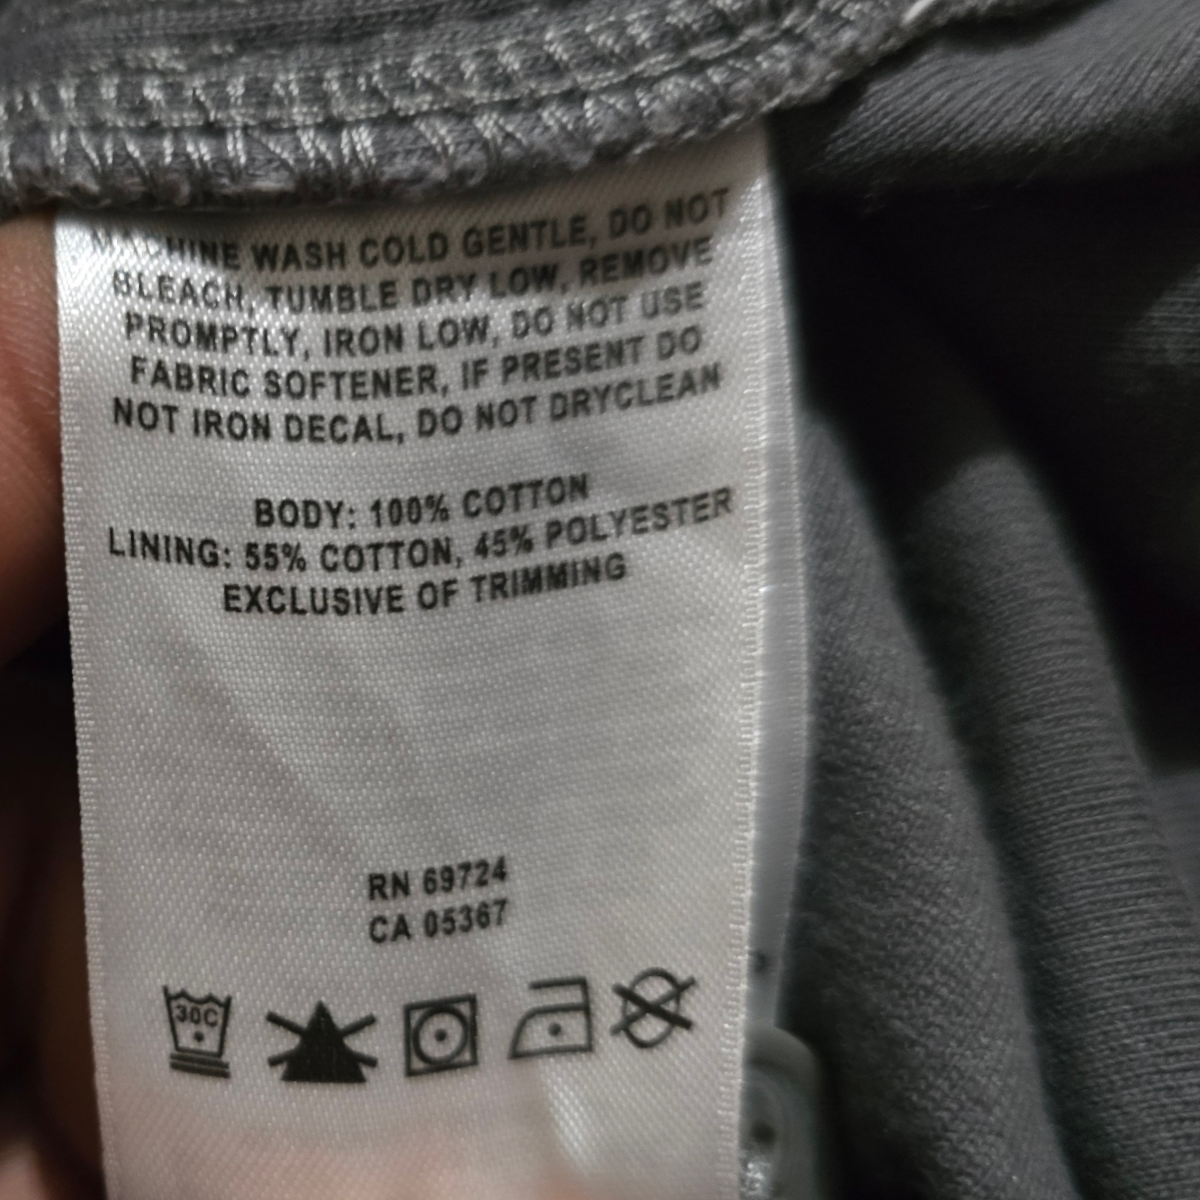 MACHINE WASH COLD GENTLE, DO NOT
BLEACH, TUMBLE DRY LOW, REMOVE
PROMPTLY, IRON LOW, DO NOT USE
FABRIC SOFTENER, IF PRESENT DO
NOT IRON DECAL, DO NOT DRYCLEAN
BODY: 100% COTTON
LINING: 55% COTTON, 45% POLYESTER
EXCLUSIVE OF TRIMMING
RN 69724
CA 05367
30C